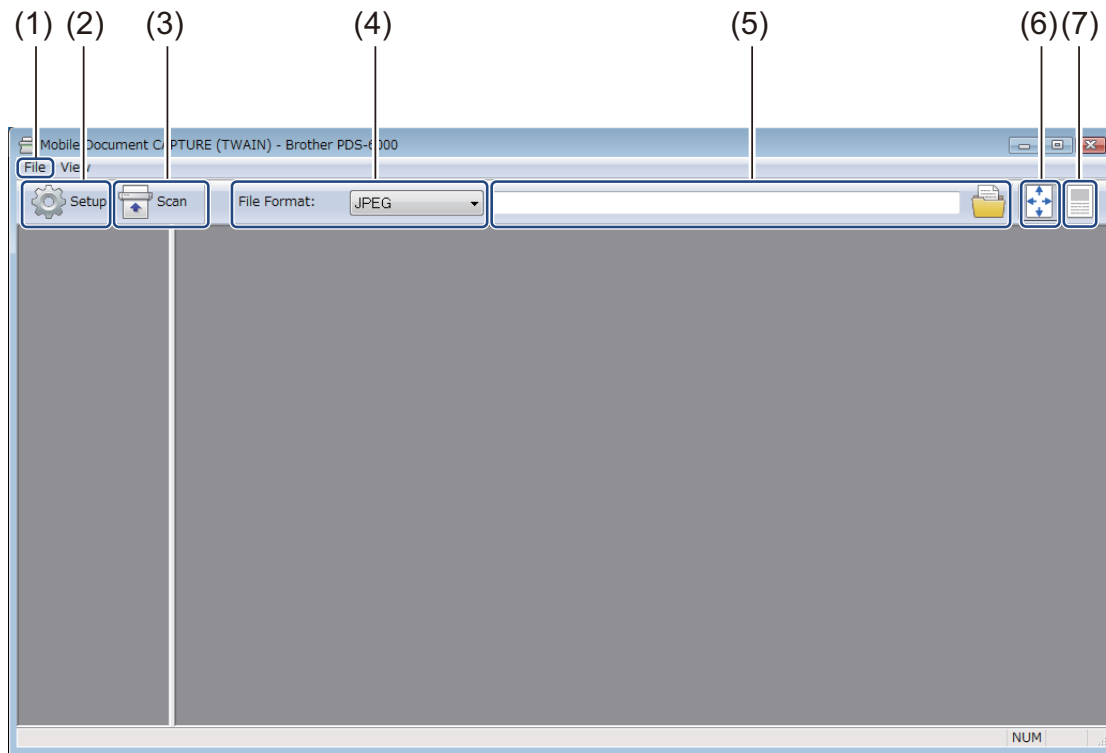 (1) (2) (3) (4) (5) (6) (7)
Mobile Document CAPTURE (TWAIN) - Brother PDS-6000
File View
Setup Scan File Format: JPEG
NUM